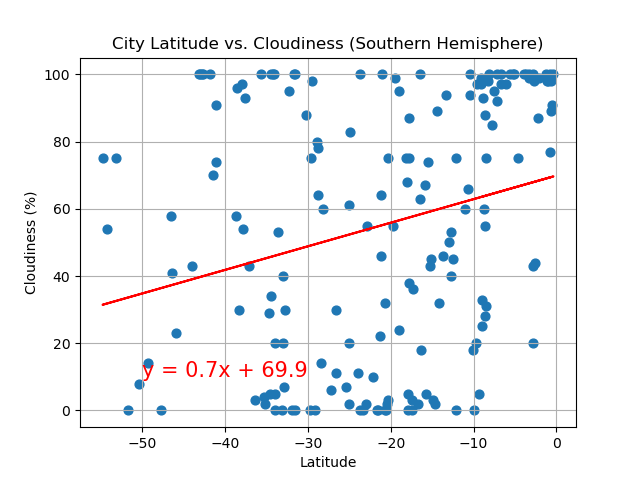 City Latitude vs. Cloudiness (Southern Hemisphere)
Cloudiness (%)
100
80
60
40
20
0
y = 0.7x + 69.9
−50 −40 −30 −20 −10 0
Latitude